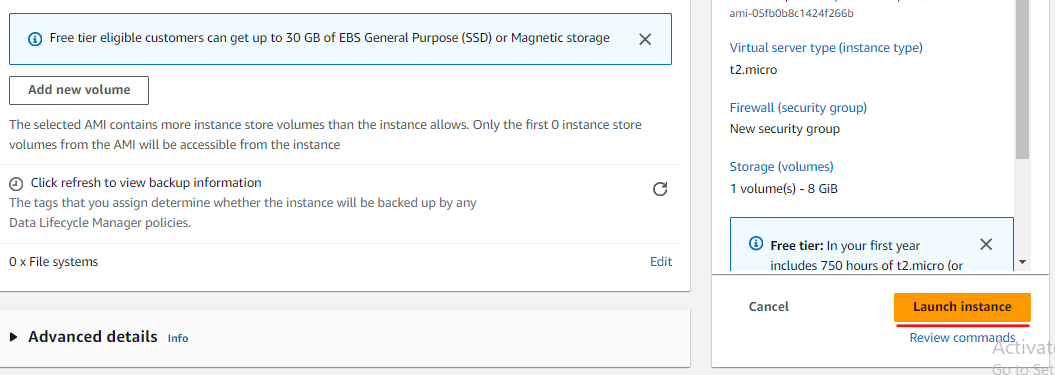 Free tier eligible customers can get up to 30 GB of EBS General Purpose (SSD) or Magnetic storage
Add new volume
The selected AMI contains more instance store volumes than the instance allows. Only the first 0 instance store
volumes from the AMI will be accessible from the instance
Click refresh to view backup information
The tags that you assign determine whether the instance will be backed up by any
Data Lifecycle Manager policies.
0 x File systems
Edit
Advanced details Info
ami-05fb0b8c1424f266b
Virtual server type (instance type)
t2.micro
Firewall (security group)
New security group
Storage (volumes)
1 volume(s) - 8 GiB
Free tier: In your first year
includes 750 hours of t2.micro (or
Cancel
Launch instance
Review commands
Activate
Go to Set